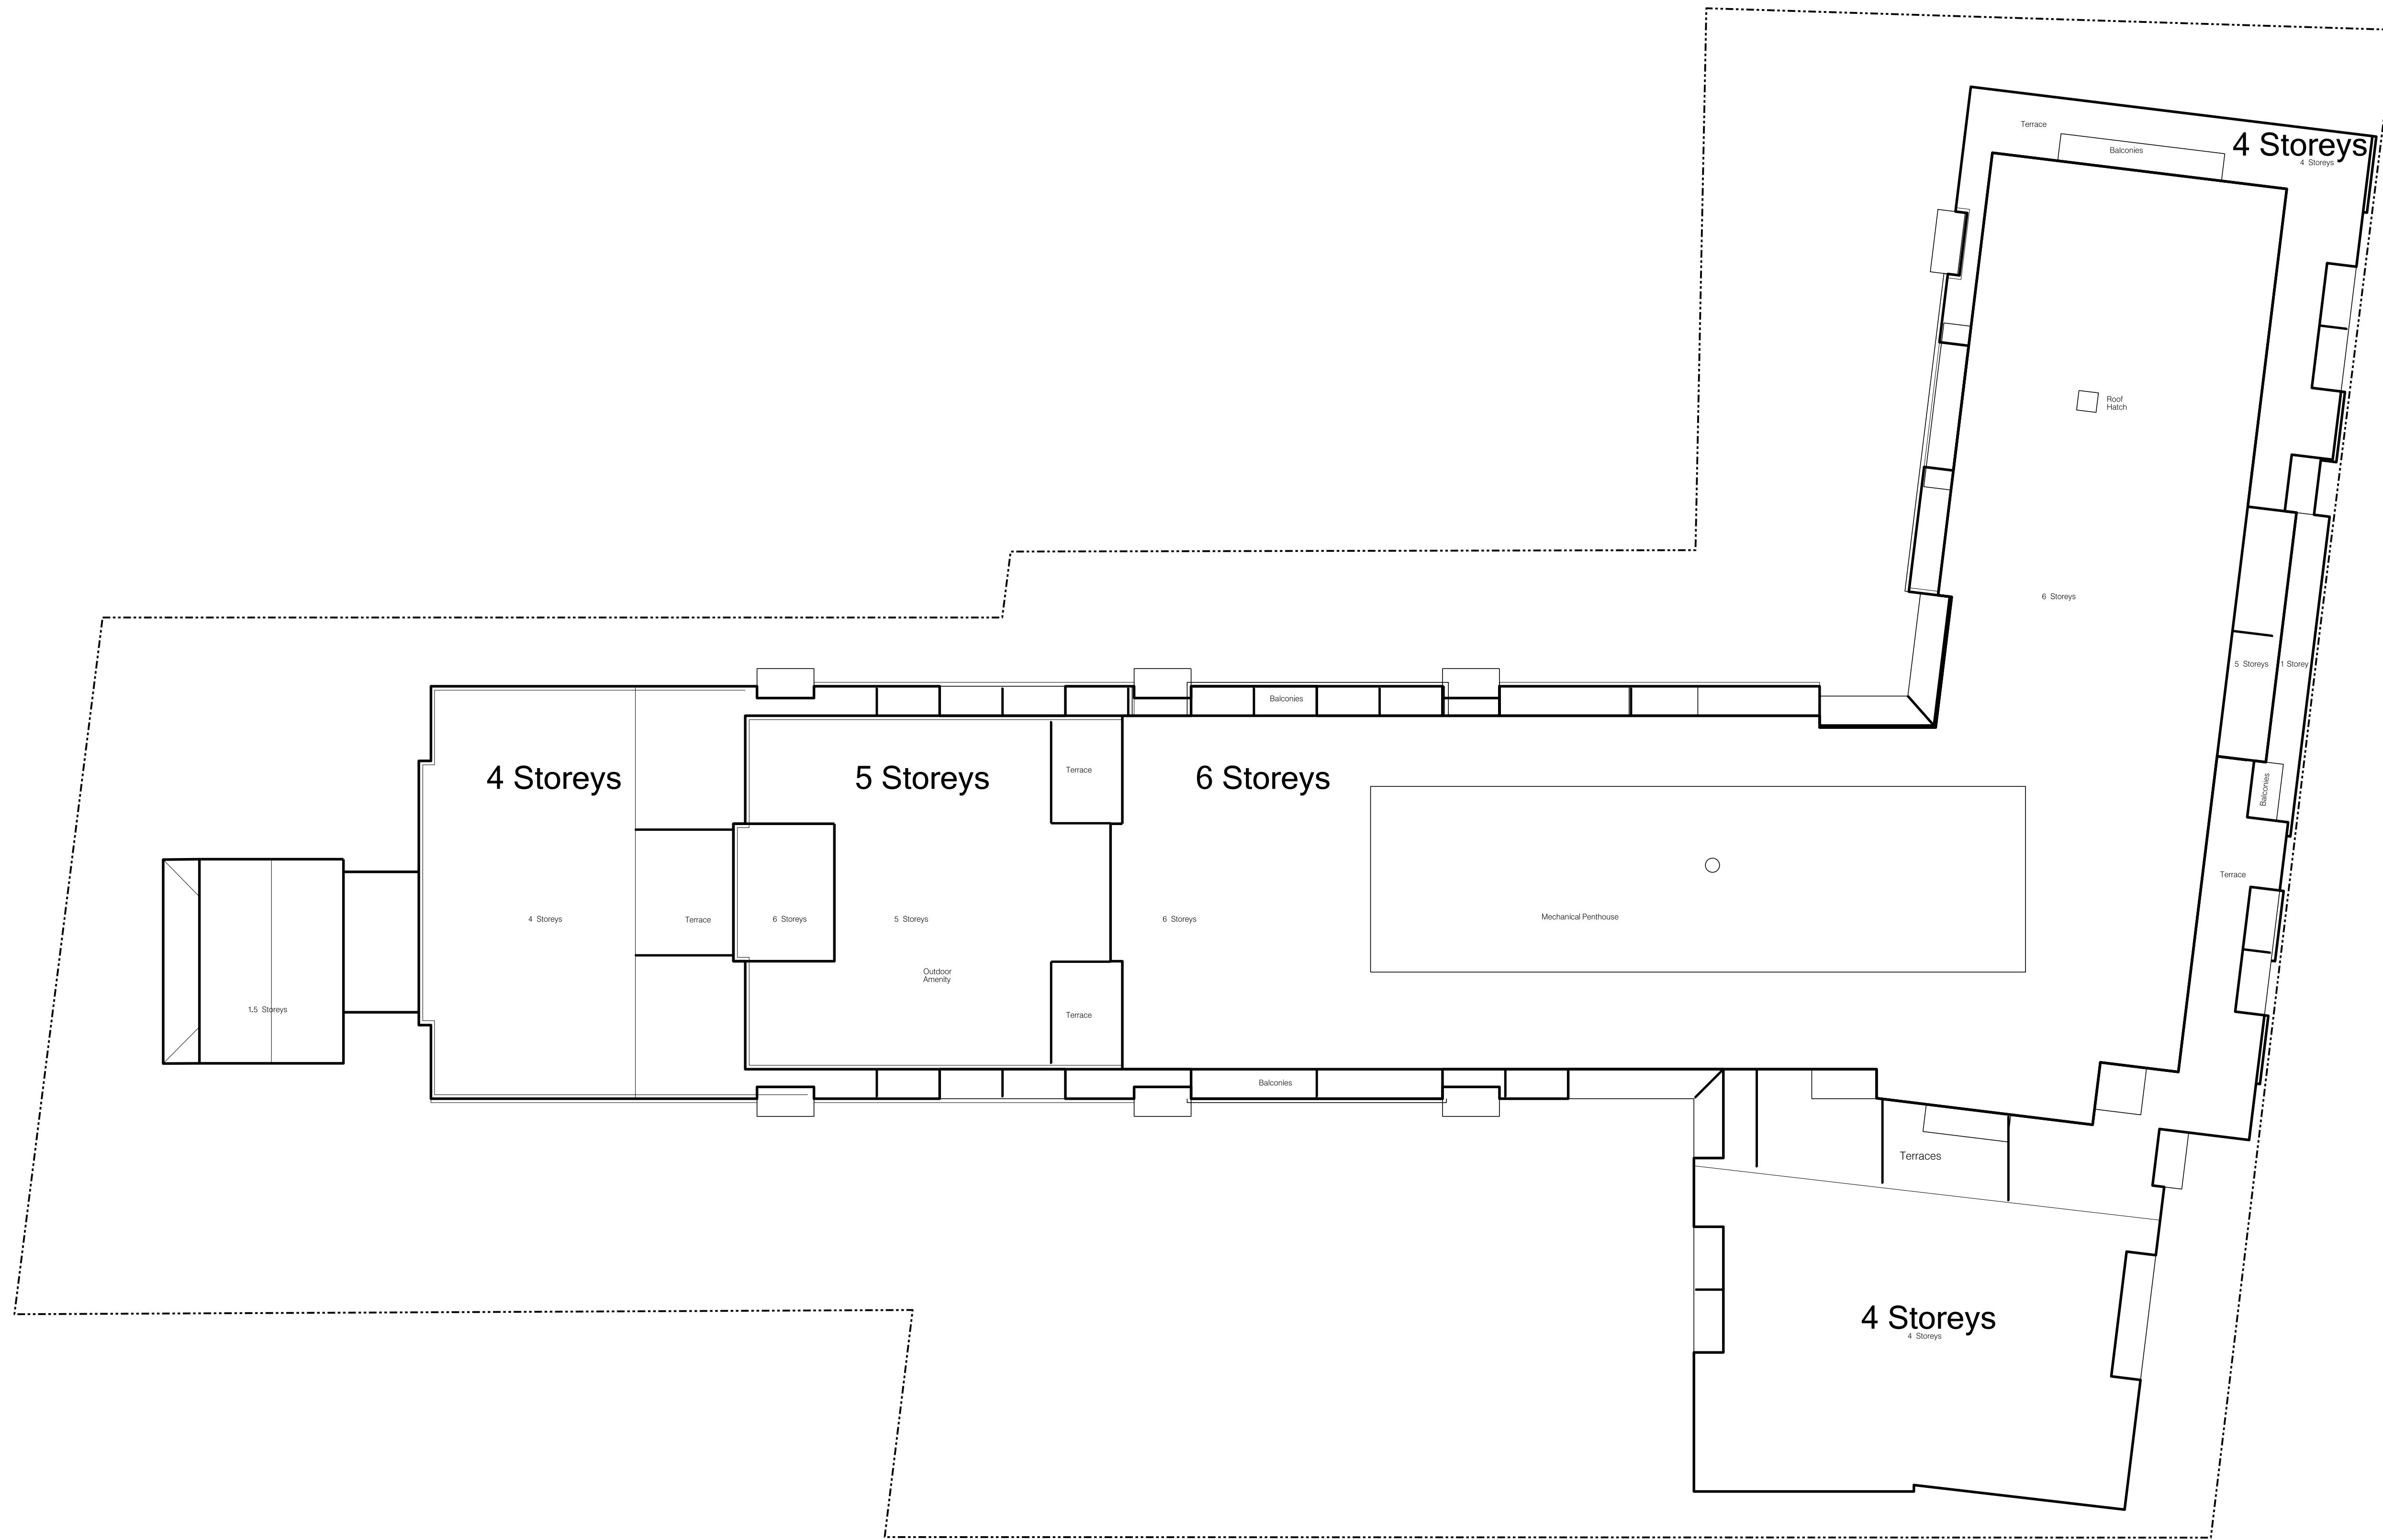 Terrace
4 Storeys
Balconies
4 Storeys
Roof
Hatch
6 Storeys
5 Storeys
1 Storey
Balconies
4 Storeys
5 Storeys
Terrace
6 Storeys
Balconies
Terrace
4 Storeys
Terrace
6 Storeys
5 Storeys
6 Storeys
Mechanical Penthouse
Outdoor
Amenity
1.5 Storeys
Terrace
Balconies
Terraces
4 Storeys
4 Storeys